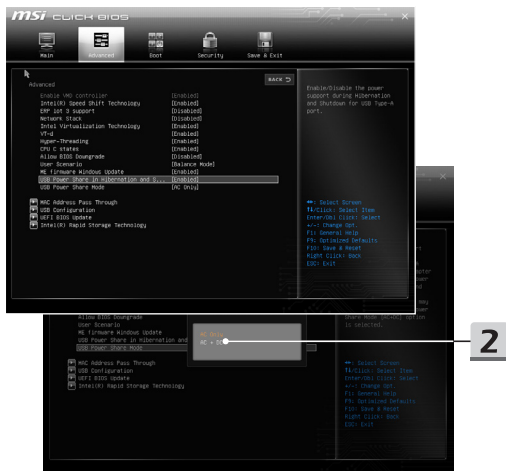 msi CLICK BIOS
Main
Advanced
Boot
Security
Save & Exit
BACK
Advanced
Enable VMD controller [Enabled]
Intel(R) Speed Shift Technology [Enabled]
ErP Lot 3 support [Disabled]
Network Stack [Disabled]
Intel Virtualization Technology [Enabled]
VT-d [Enabled]
Hyper-Threading [Enabled]
CPU C states [Enabled]
Allow BIOS Downgrade [Disabled]
User Scenario [Balance Mode]
ME firmware Windows Update [Enabled]
USB Power Share in Hibernation and S... [Enabled]
USB Power Share Mode [AC Only]
MAC Address Pass Through
USB Configuration
UEFI BIOS Update
Intel(R) Rapid Storage Technology
Enable/Disable the power
support during Hibernation
and Shutdown for USB Type-A
port.
↔: Select Screen
↑↓/Click: Select Item
Enter/Dbl Click: Select
+/-: Change Opt.
F1: General Help
F9: Optimized Defaults
F10: Save & Reset
Right Click: Back
ESC: Exit
Allow BIOS Downgrade
User Scenario
ME firmware Windows Update
USB Power Share in Hibernation and
USB Power Share Mode
AC Only
AC + DC
MAC Address Pass Through
USB Configuration
UEFI BIOS Update
Intel(R) Rapid Storage Technology
apter
may
er
Share Mode [AC+DC] option
is selected.
↔: Select Screen
↑↓/Click: Select Item
Enter/Dbl Click: Select
+/-: Change Opt.
F1: General Help
F9: Optimized Defaults
F10: Save & Reset
Right Click: Back
ESC: Exit
2